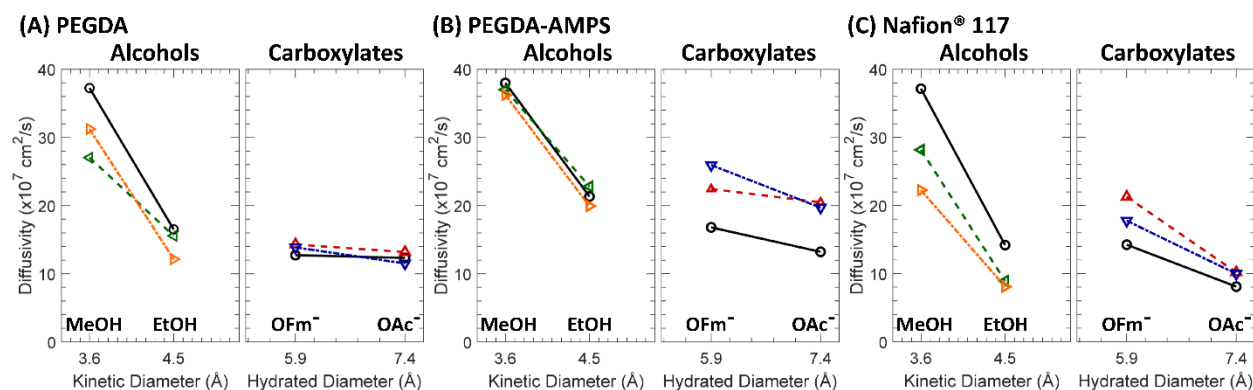 (A) PEGDA
Alcohols
Carboxylates
Diffusivity (x10⁷ cm²/s)
40
30
20
10
0
MeOH
EtOH
OFm⁻
OAc⁻
3.6
4.5
5.9
7.4
Kinetic Diameter (Å)
Hydrated Diameter (Å)
(B) PEGDA-AMPS
Alcohols
Carboxylates
Diffusivity (x10⁷ cm²/s)
40
30
20
10
0
MeOH
EtOH
OFm⁻
OAc⁻
3.6
4.5
5.9
7.4
Kinetic Diameter (Å)
Hydrated Diameter (Å)
(C) Nafion® 117
Alcohols
Carboxylates
Diffusivity (x10⁷ cm²/s)
40
30
20
10
0
MeOH
EtOH
OFm⁻
OAc⁻
3.6
4.5
5.9
7.4
Kinetic Diameter (Å)
Hydrated Diameter (Å)